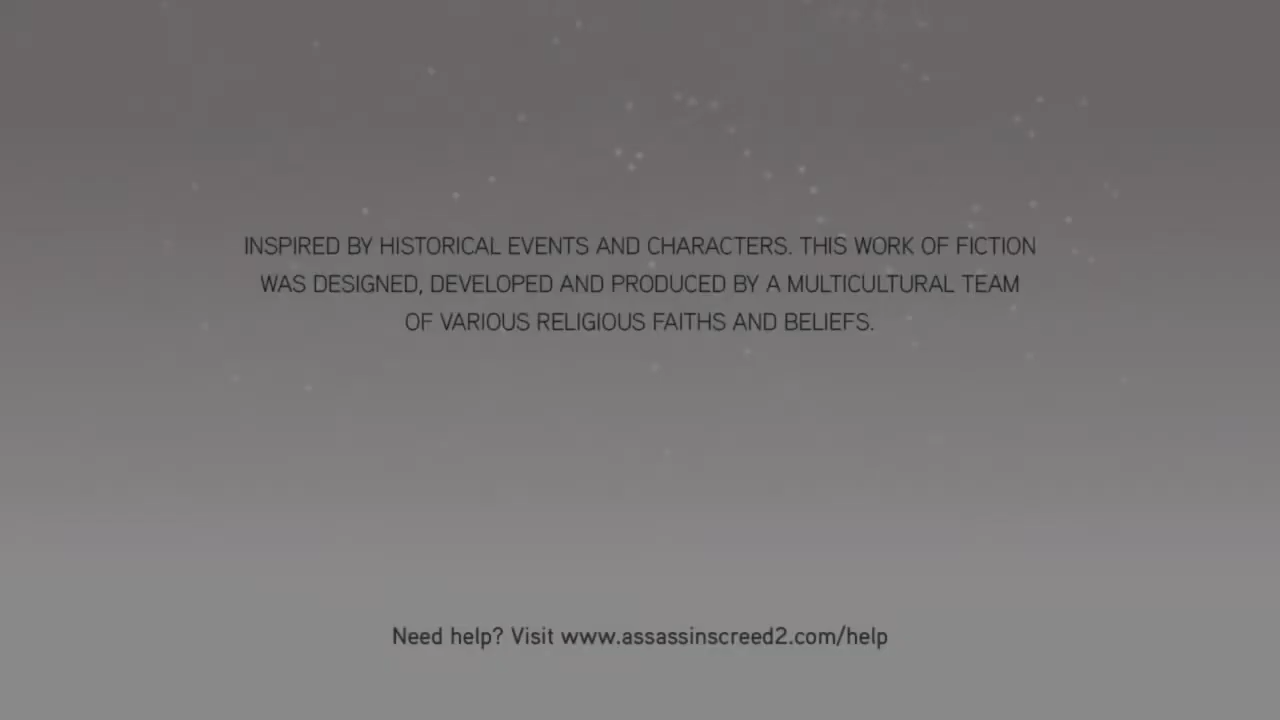 INSPIRED BY HISTORICAL EVENTS AND CHARACTERS. THIS WORK OF FICTION
WAS DESIGNED, DEVELOPED AND PRODUCED BY A MULTICULTURAL TEAM
OF VARIOUS RELIGIOUS FAITHS AND BELIEFS.
Need help? Visit www.assassinscreed2.com/help